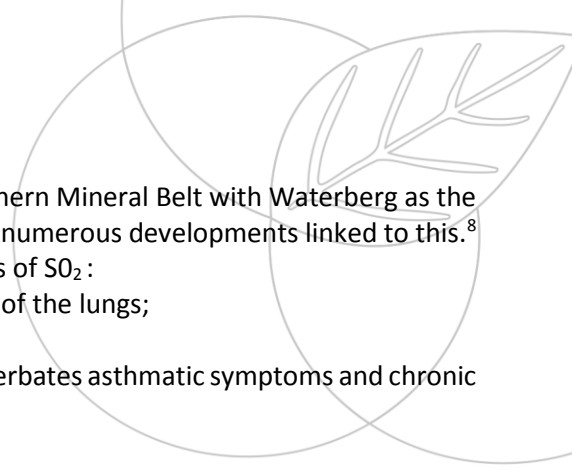 hern Mineral Belt with Waterberg as the
numerous developments linked to this.8
s of S02 :
of the lungs;
erbates asthmatic symptoms and chronic